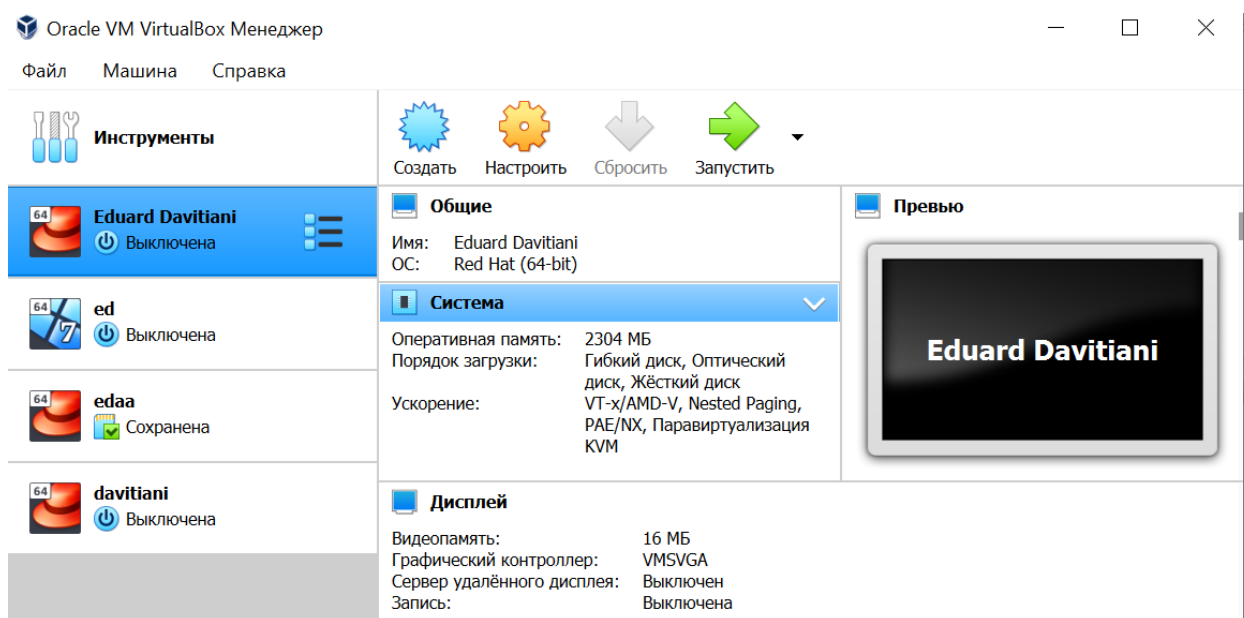 Oracle VM VirtualBox Менеджер
Файл Машина Справка
Инструменты
Создать Настроить Сбросить Запустить
64 Eduard Davitiani
Выключена
64 ed
7 Выключена
64 edaa
Сохранена
64 davitiani
Выключена
Общие
Имя: Eduard Davitiani
ОС: Red Hat (64-bit)
Система
Оперативная память: 2304 МБ
Порядок загрузки: Гибкий диск, Оптический
диск, Жёсткий диск
Ускорение: VT-x/AMD-V, Nested Paging,
PAE/NX, Паравиртуализация
KVM
Превью
Eduard Davitiani
Дисплей
Видеопамять: 16 МБ
Графический контроллер: VMSVGA
Сервер удалённого дисплея: Выключен
Запись: Выключена